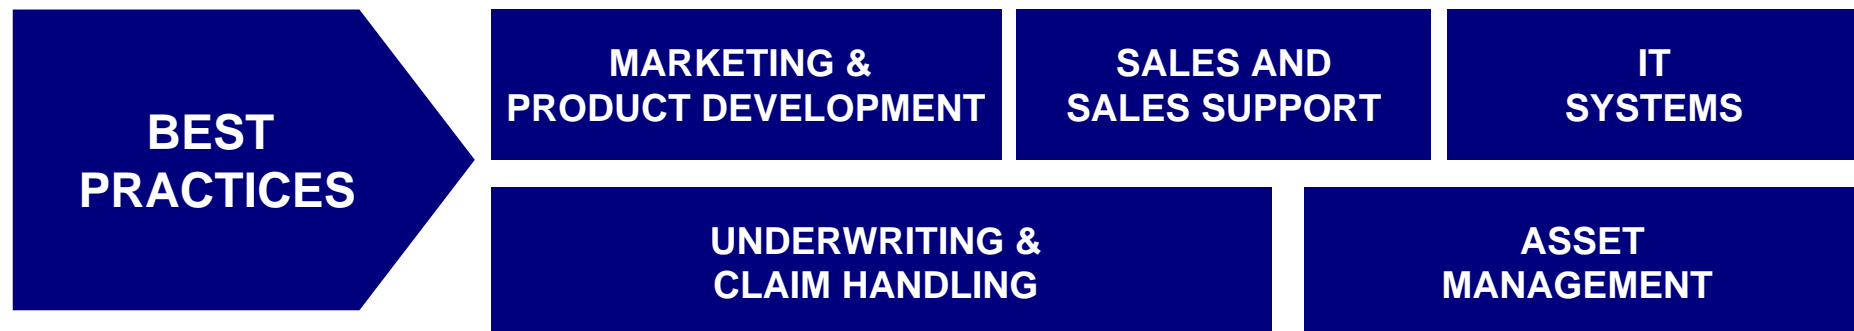 BEST
PRACTICES
MARKETING &
PRODUCT DEVELOPMENT
SALES AND
SALES SUPPORT
IT
SYSTEMS
UNDERWRITING &
CLAIM HANDLING
ASSET
MANAGEMENT